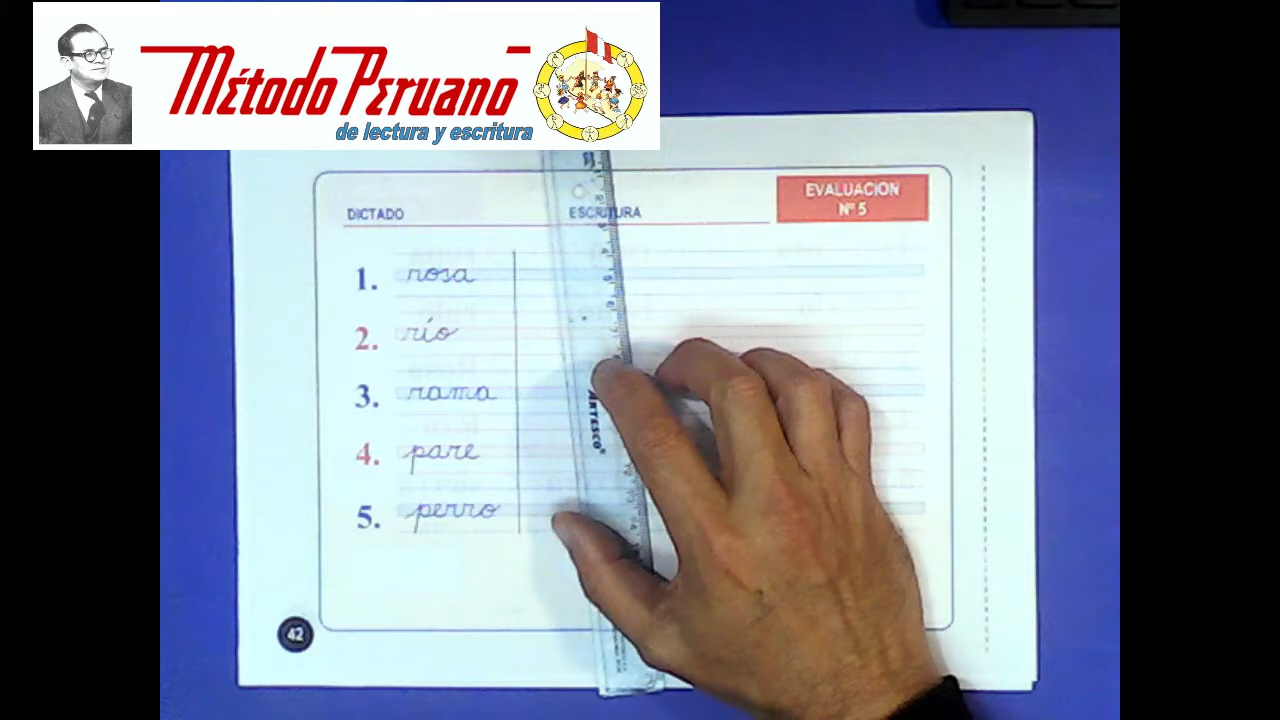 Método Peruano
de lectura y escritura
DICTADO
ESCRITURA
EVALUACIÓN
Nº 5
1. rosa
2. río
3. rama
4. pare
5. perro
ARTESCO
42